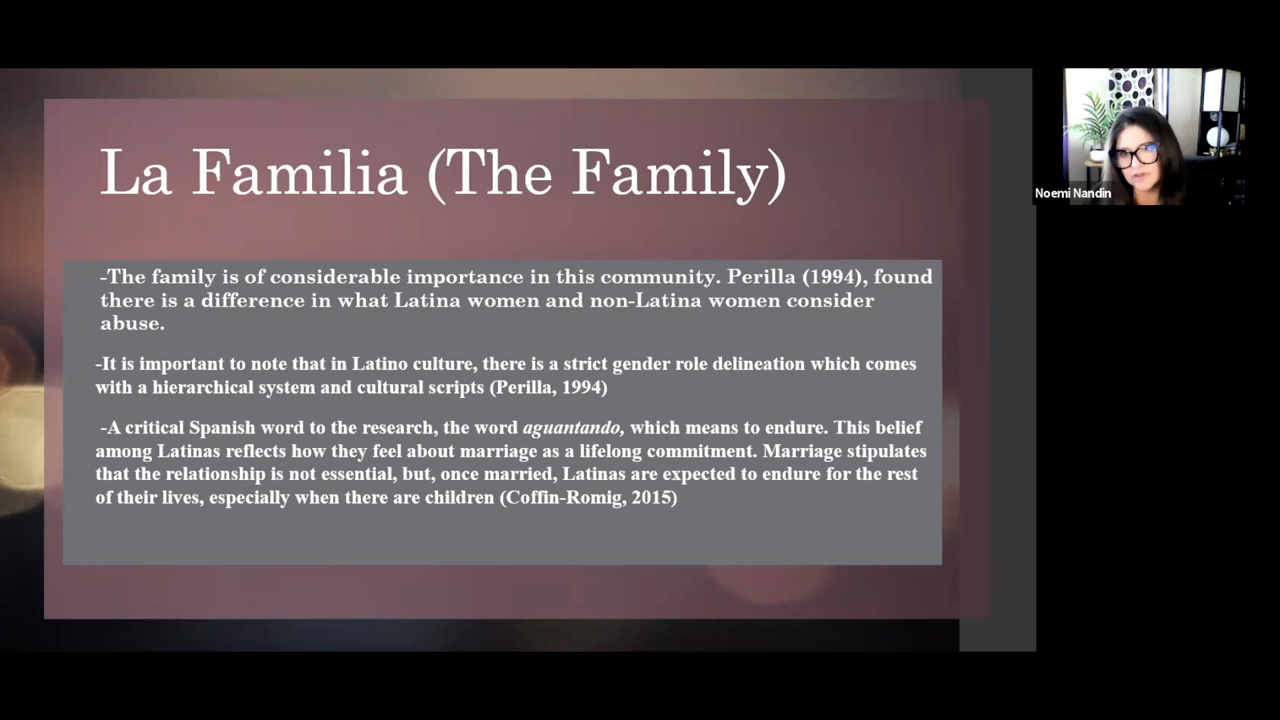 La Familia (The Family)
-The family is of considerable importance in this community. Perilla (1994), found
there is a difference in what Latina women and non-Latina women consider
abuse.
-It is important to note that in Latino culture, there is a strict gender role delineation which comes
with a hierarchical system and cultural scripts (Perilla, 1994)
-A critical Spanish word to the research, the word aguantando, which means to endure. This belief
among Latinas reflects how they feel about marriage as a lifelong commitment. Marriage stipulates
that the relationship is not essential, but, once married, Latinas are expected to endure for the rest
of their lives, especially when there are children (Coffin-Romig, 2015)
Noemi Nandin